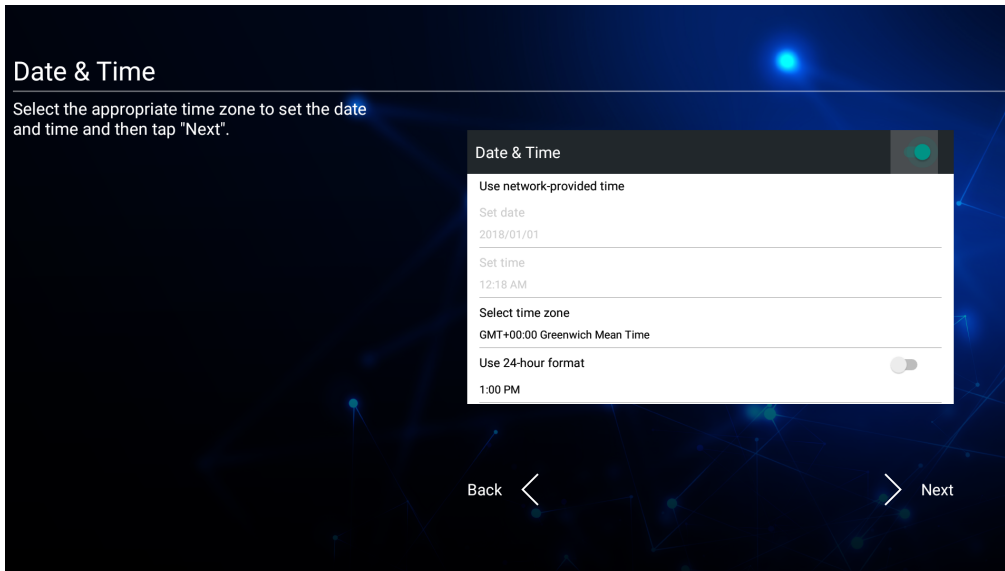 Date & Time
Select the appropriate time zone to set the date
and time and then tap "Next".
Date & Time
Use network-provided time
Set date
2018/01/01
Set time
12:18 AM
Select time zone
GMT+00:00 Greenwich Mean Time
Use 24-hour format
1:00 PM
Back
Next